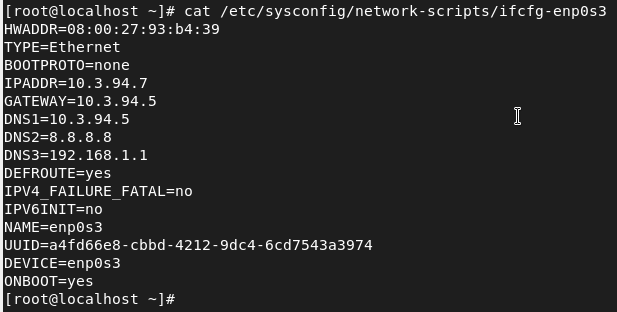 [root@localhost ~]# cat /etc/sysconfig/network-scripts/ifcfg-enp0s3
HWADDR=08:00:27:93:b4:39
TYPE=Ethernet
BOOTPROTO=none
IPADDR=10.3.94.7
GATEWAY=10.3.94.5
DNS1=10.3.94.5
DNS2=8.8.8.8
DNS3=192.168.1.1
DEFROUTE=yes
IPV4_FAILURE_FATAL=no
IPV6INIT=no
NAME=enp0s3
UUID=a4fd66e8-cbbd-4212-9dc4-6cd7543a3974
DEVICE=enp0s3
ONBOOT=yes
[root@localhost ~]#